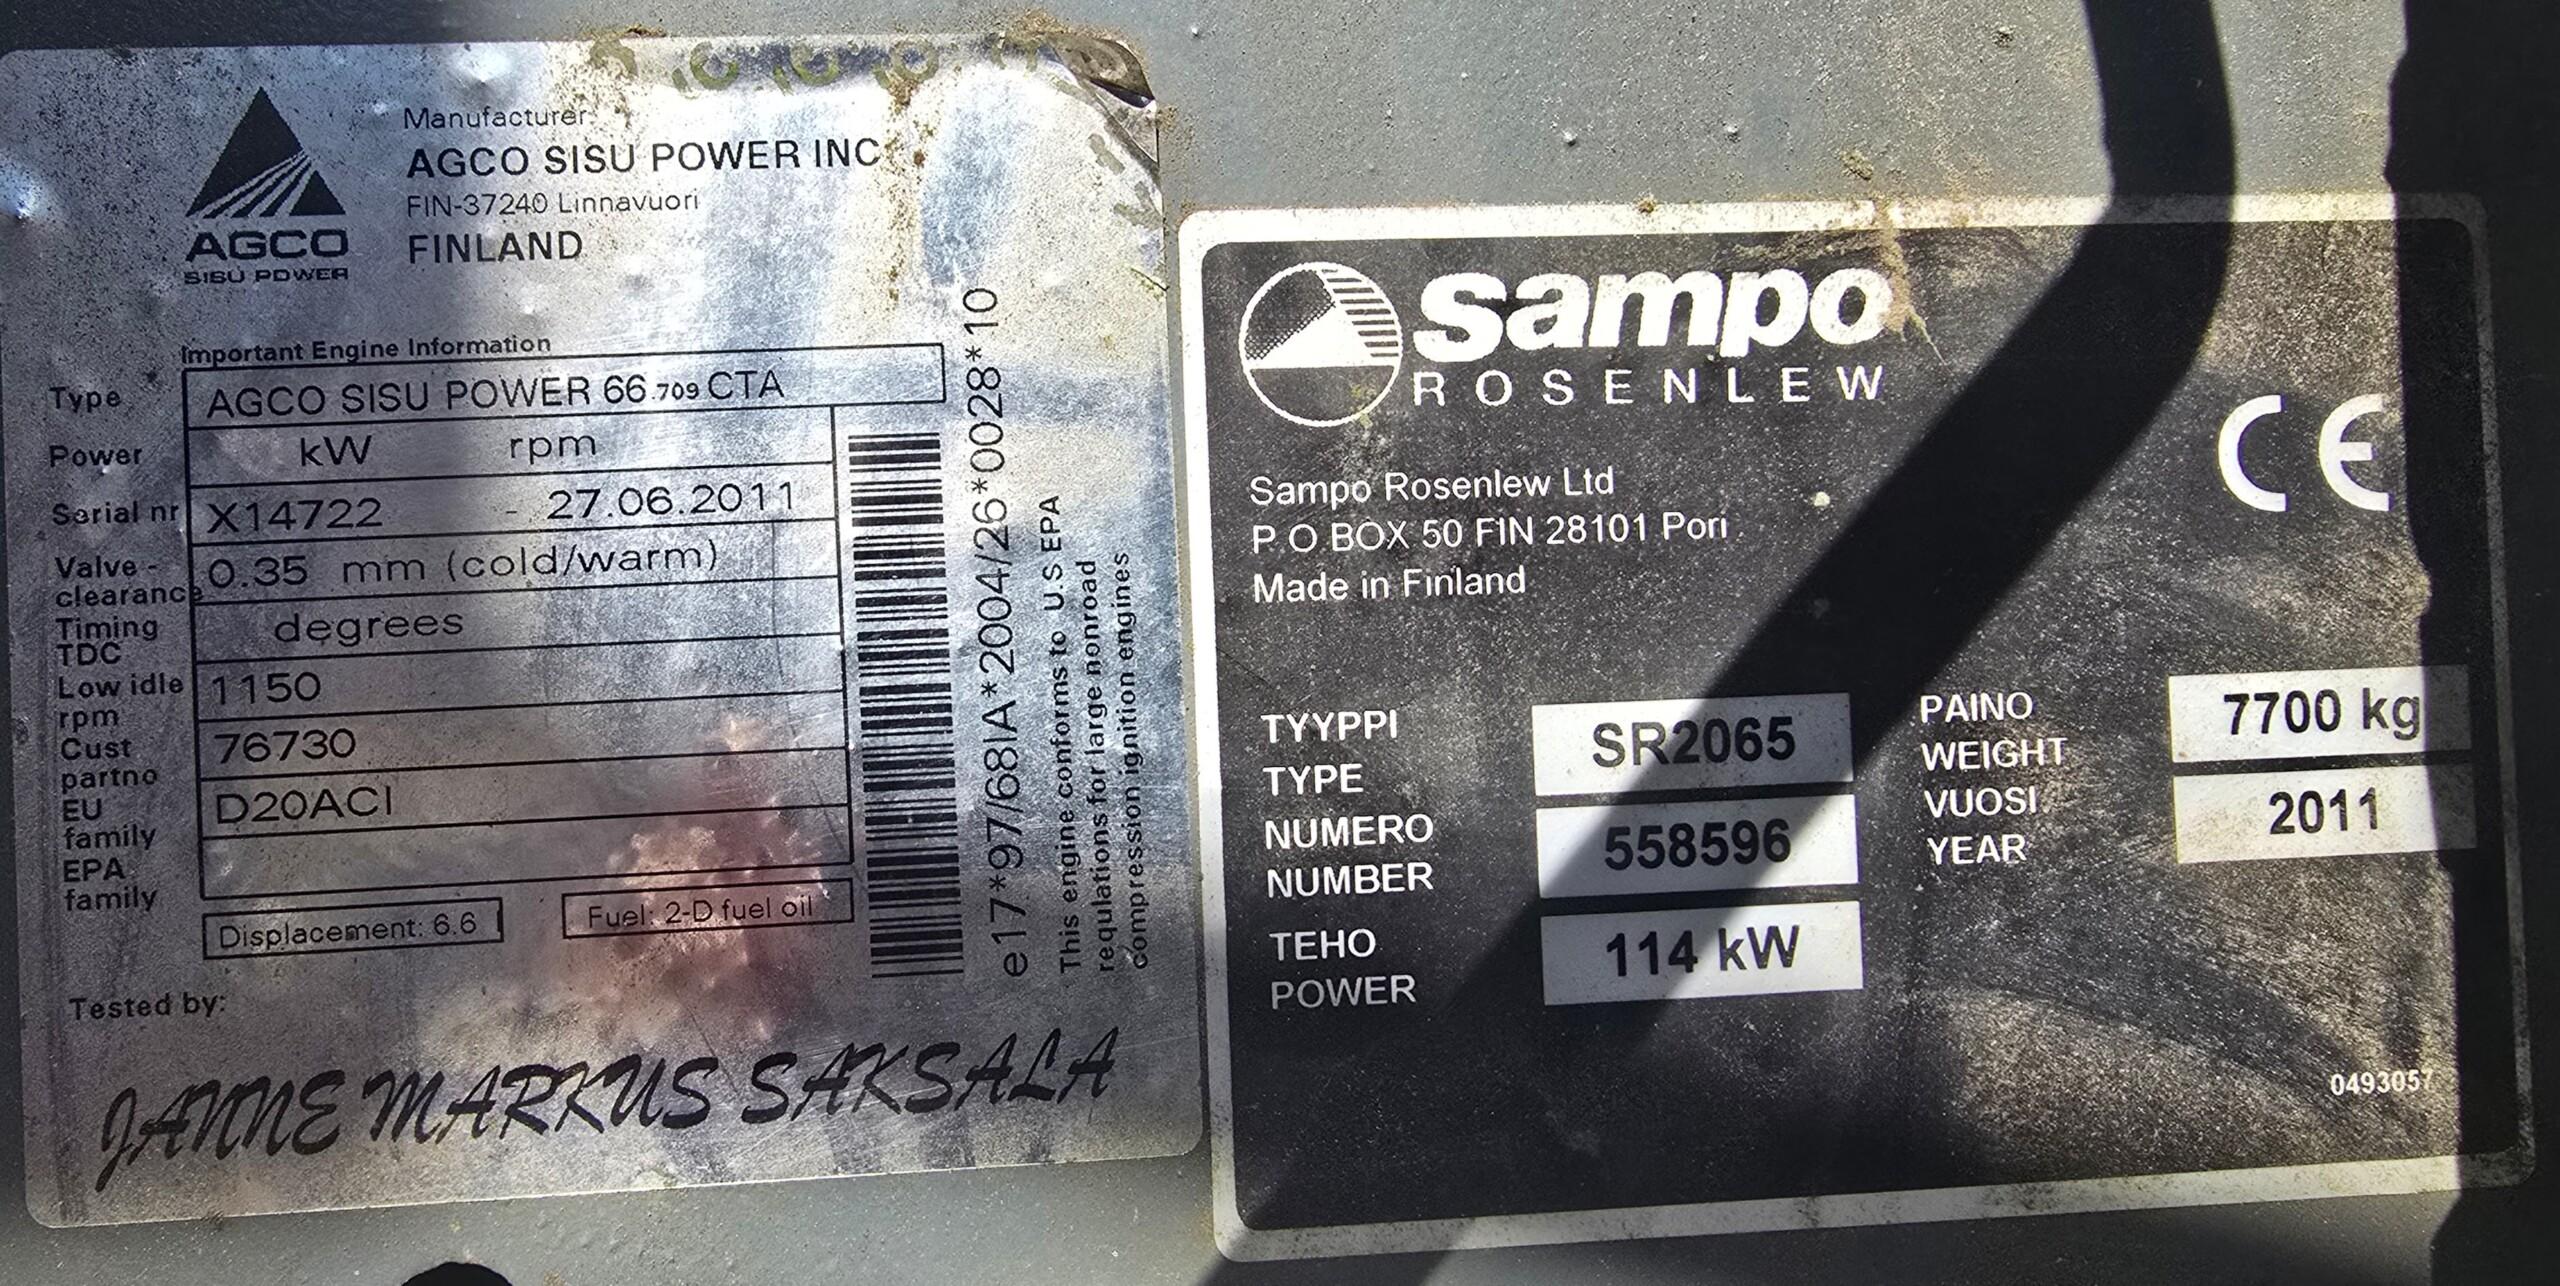 AGCO
SISU POWER
Manufacturer:
AGCO SISU POWER INC
FIN-37240 Linnavuori
FINLAND
Important Engine Information
Type AGCO SISU POWER 66.709 CTA
Power kW rpm
Serial nr X14722 - 27.06.2011
Valve - clearance 0.35 mm (cold/warm)
Timing TDC degrees
Low idle rpm 1150
Cust partno 76730
EU family D20ACI
EPA family
Displacement: 6.6
Fuel: 2-D fuel oil
Tested by:
JANNE MARKUS SAKSALA
e17*97/68IA*2004/26*0028*10
This engine conforms to U.S EPA
regulations for large nonroad
compression ignition engines
sampo
ROSENLEW
CE
Sampo Rosenlew Ltd
P.O.BOX 50 FIN 28101 Pori
Made in Finland
TYYPPI
TYPE
SR2065
NUMERO
NUMBER
558596
TEHO
POWER
114 kW
PAINO
WEIGHT
7700 kg
VUOSI
YEAR
2011
0493057